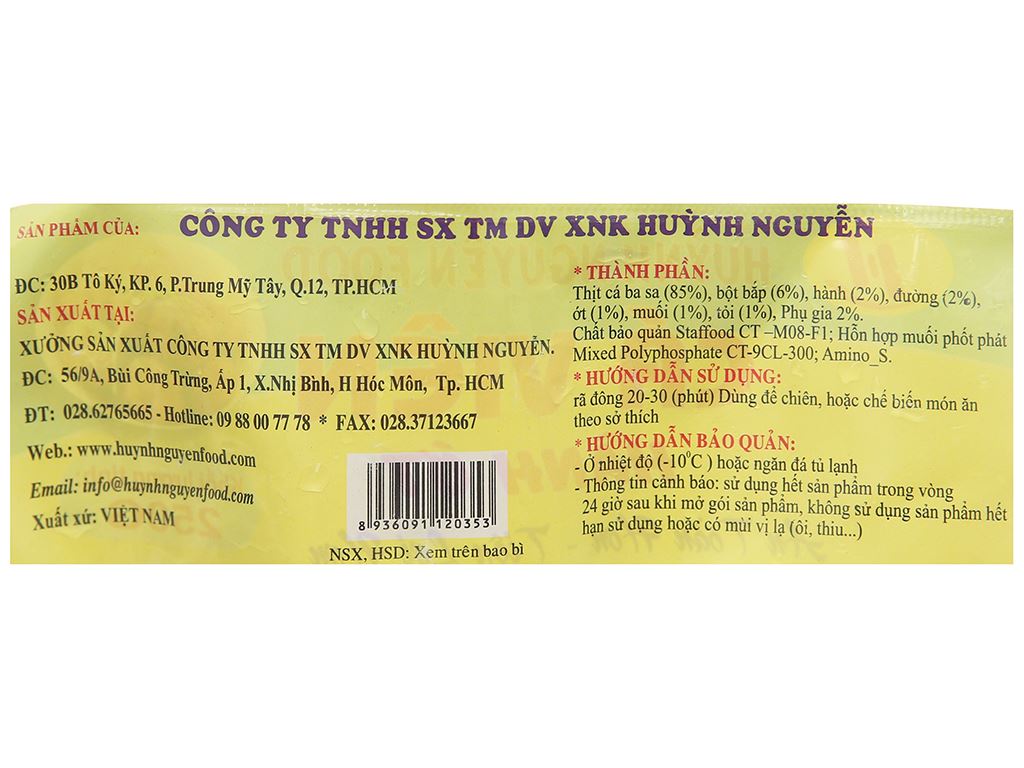 SẢN PHẨM CỦA:
CÔNG TY TNHH SX TM DV XNK HUỲNH NGUYỄN
ĐC: 30B Tô Ký, KP. 6, P.Trung Mỹ Tây, Q.12, TP.HCM
SẢN XUẤT TẠI:
XƯỞNG SẢN XUẤT CÔNG TY TNHH SX TM DV XNK HUỲNH NGUYỄN.
ĐC: 56/9A, Bùi Công Trừng, Ấp 1, X.Nhị Bình, H Hóc Môn, Tp. HCM
ĐT: 028.62765665 - Hotline: 09 88 00 77 78 * FAX: 028.37123667
Web.: www.huynhnguyenfood.com
Email: info@huynhnguyenfood.com
Xuất xứ: VIỆT NAM
8 936091 120353
NSX, HSD: Xem trên bao bì
* THÀNH PHẦN:
Thịt cá ba sa (85%), bột bắp (6%), hành (2%), đường (2%),
ớt (1%), muối (1%), tỏi (1%), Phụ gia 2%.
Chất bảo quản Staffood CT –M08-F1; Hỗn hợp muối phốt phát
Mixed Polyphosphate CT-9CL-300; Amino_S.
* HƯỚNG DẪN SỬ DỤNG:
rã đông 20-30 (phút) Dùng để chiên, hoặc chế biến món ăn
theo sở thích
* HƯỚNG DẪN BẢO QUẢN:
- Ở nhiệt độ (-10°C ) hoặc ngăn đá tủ lạnh
- Thông tin cảnh báo: sử dụng hết sản phẩm trong vòng
24 giờ sau khi mở gói sản phẩm, không sử dụng sản phẩm hết
hạn sử dụng hoặc có mùi vị lạ (ôi, thiu...)